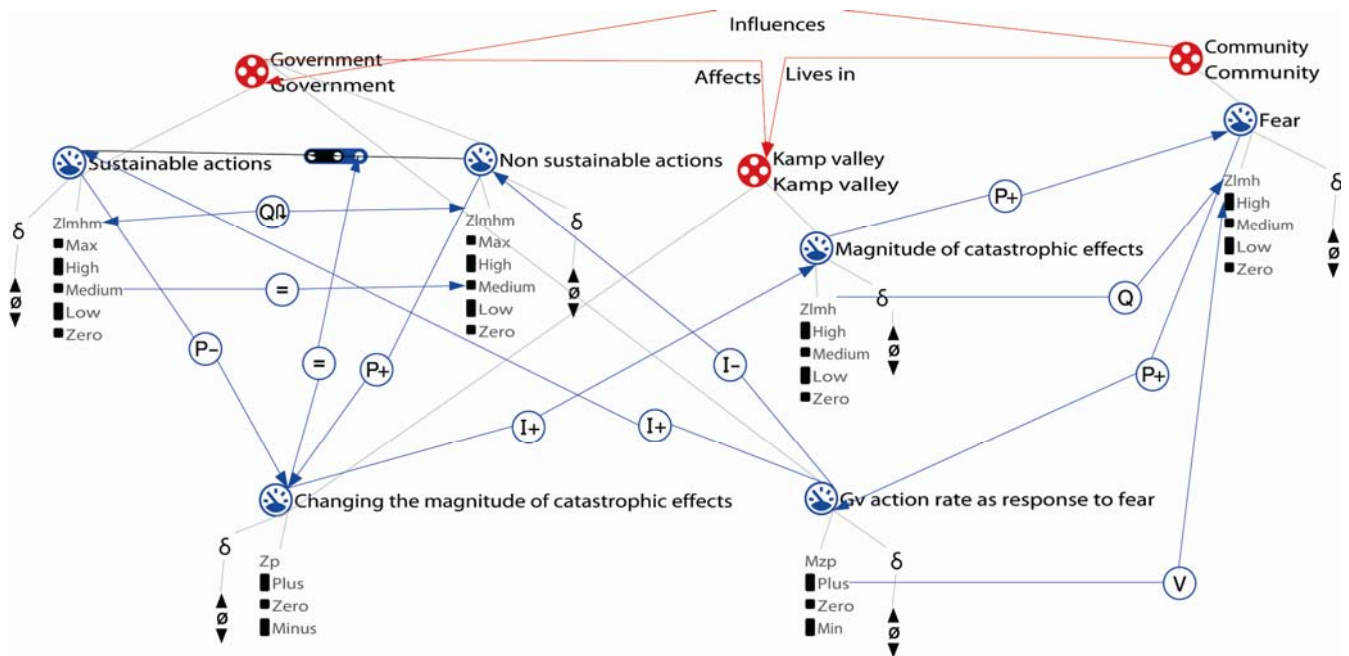 Influences
Government
Government
Affects
Lives in
Community
Community
Fear
Sustainable actions
Non sustainable actions
Kamp valley
Kamp valley
P+
Zlmh
High
Medium
Low
Zero
δ
ø
δ
ø
Zlmhm
Max
High
Medium
Low
Zero
Q
=
Zlmhm
Max
High
Medium
Low
Zero
δ
ø
Magnitude of catastrophic effects
δ
ø
Zlmh
High
Medium
Low
Zero
Q
P-
=
P+
I-
P+
I+
I+
Changing the magnitude of catastrophic effects
Gv action rate as response to fear
δ
ø
Zp
Plus
Zero
Minus
Mzp
Plus
Zero
Min
δ
ø
V